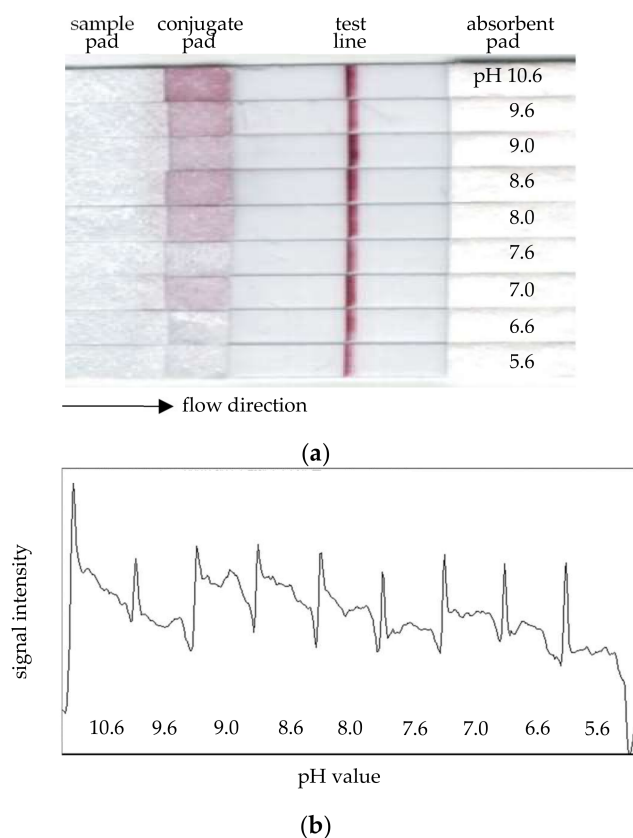 sample conjugate test absorbent
pad pad line pad
pH 10.6
9.6
9.0
8.6
8.0
7.6
7.0
6.6
5.6
flow direction
(a)
signal intensity
10.6 9.6 9.0 8.6 8.0 7.6 7.0 6.6 5.6
pH value
(b)